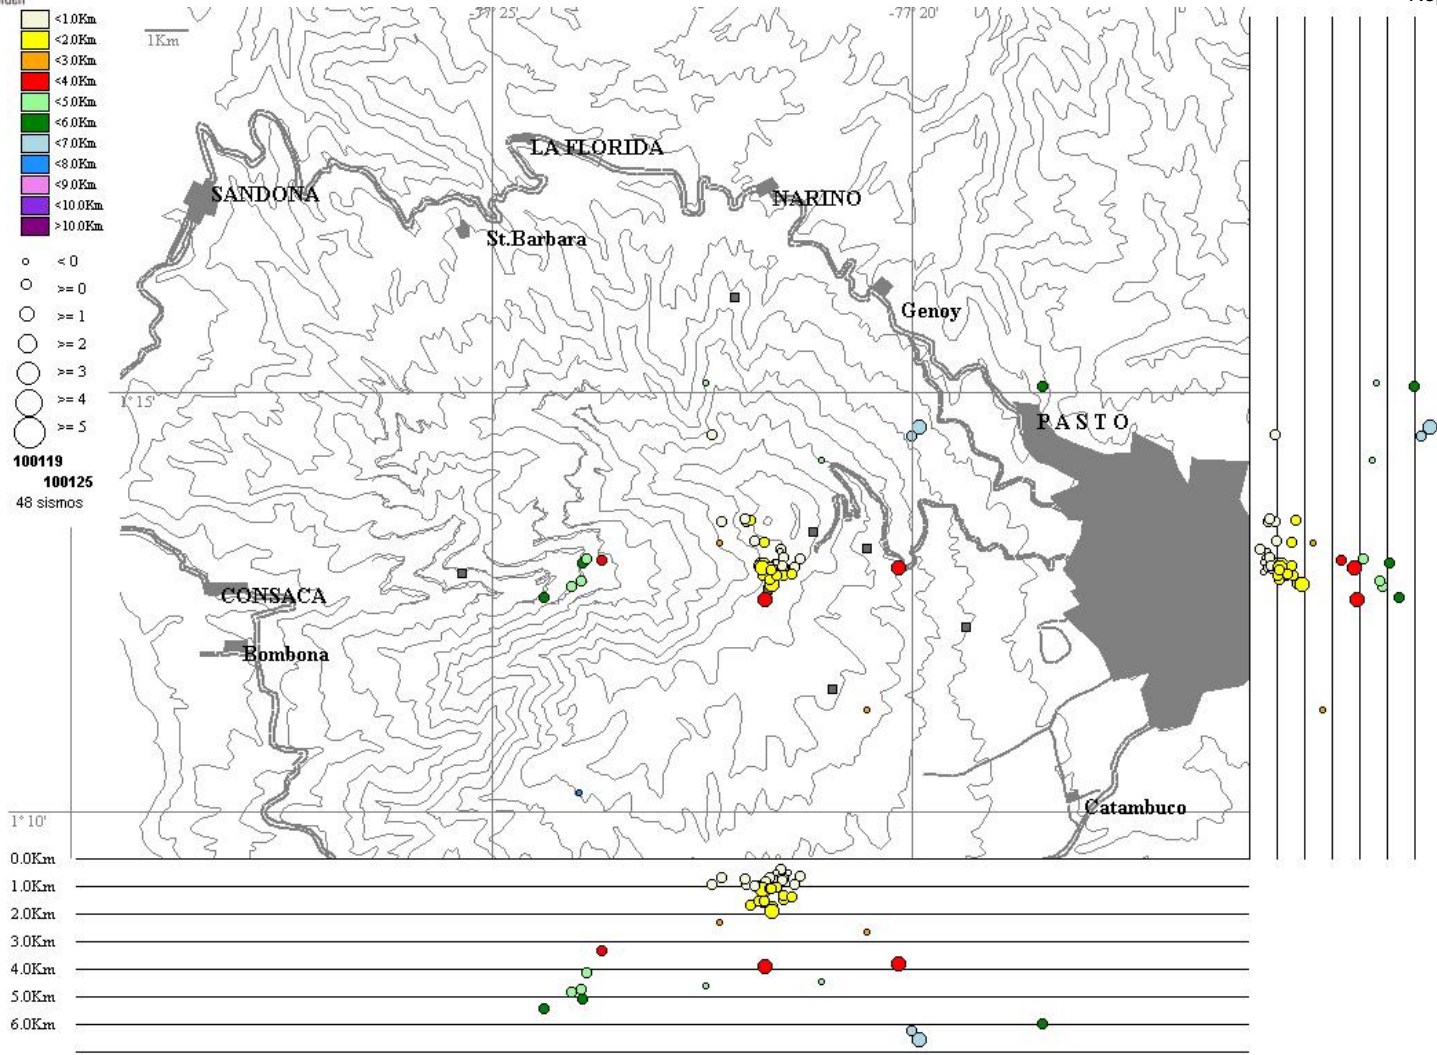 -77°25'
-77°20'
<1.0Km
<2.0Km
<3.0Km
<4.0Km
<5.0Km
<6.0Km
<7.0Km
<8.0Km
<9.0Km
<10.0Km
>10.0Km
1Km
< 0
>= 0
>= 1
>= 2
>= 3
>= 4
>= 5
100119
100125
48 sismos
LA FLORIDA
SANDONA
NARINO
St.Barbara
Genoy
1° 15'
PASTO
CONSACA
Bombona
Catambuco
1° 10'
0.0Km
1.0Km
2.0Km
3.0Km
4.0Km
5.0Km
6.0Km